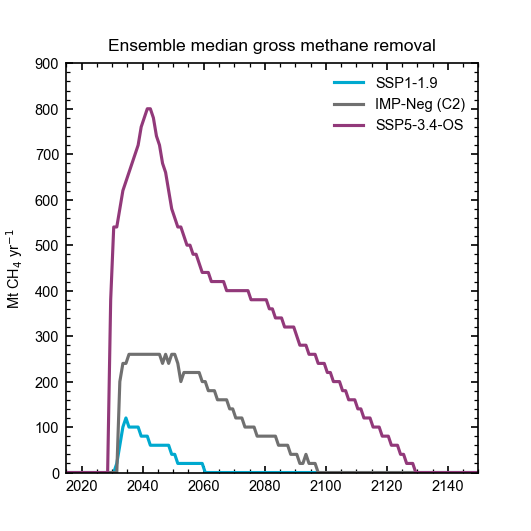 Ensemble median gross methane removal
900
800
700
600
500
400
300
200
100
0
Mt CH₄ yr⁻¹
SSP1-1.9
IMP-Neg (C2)
SSP5-3.4-OS
2020 2040 2060 2080 2100 2120 2140